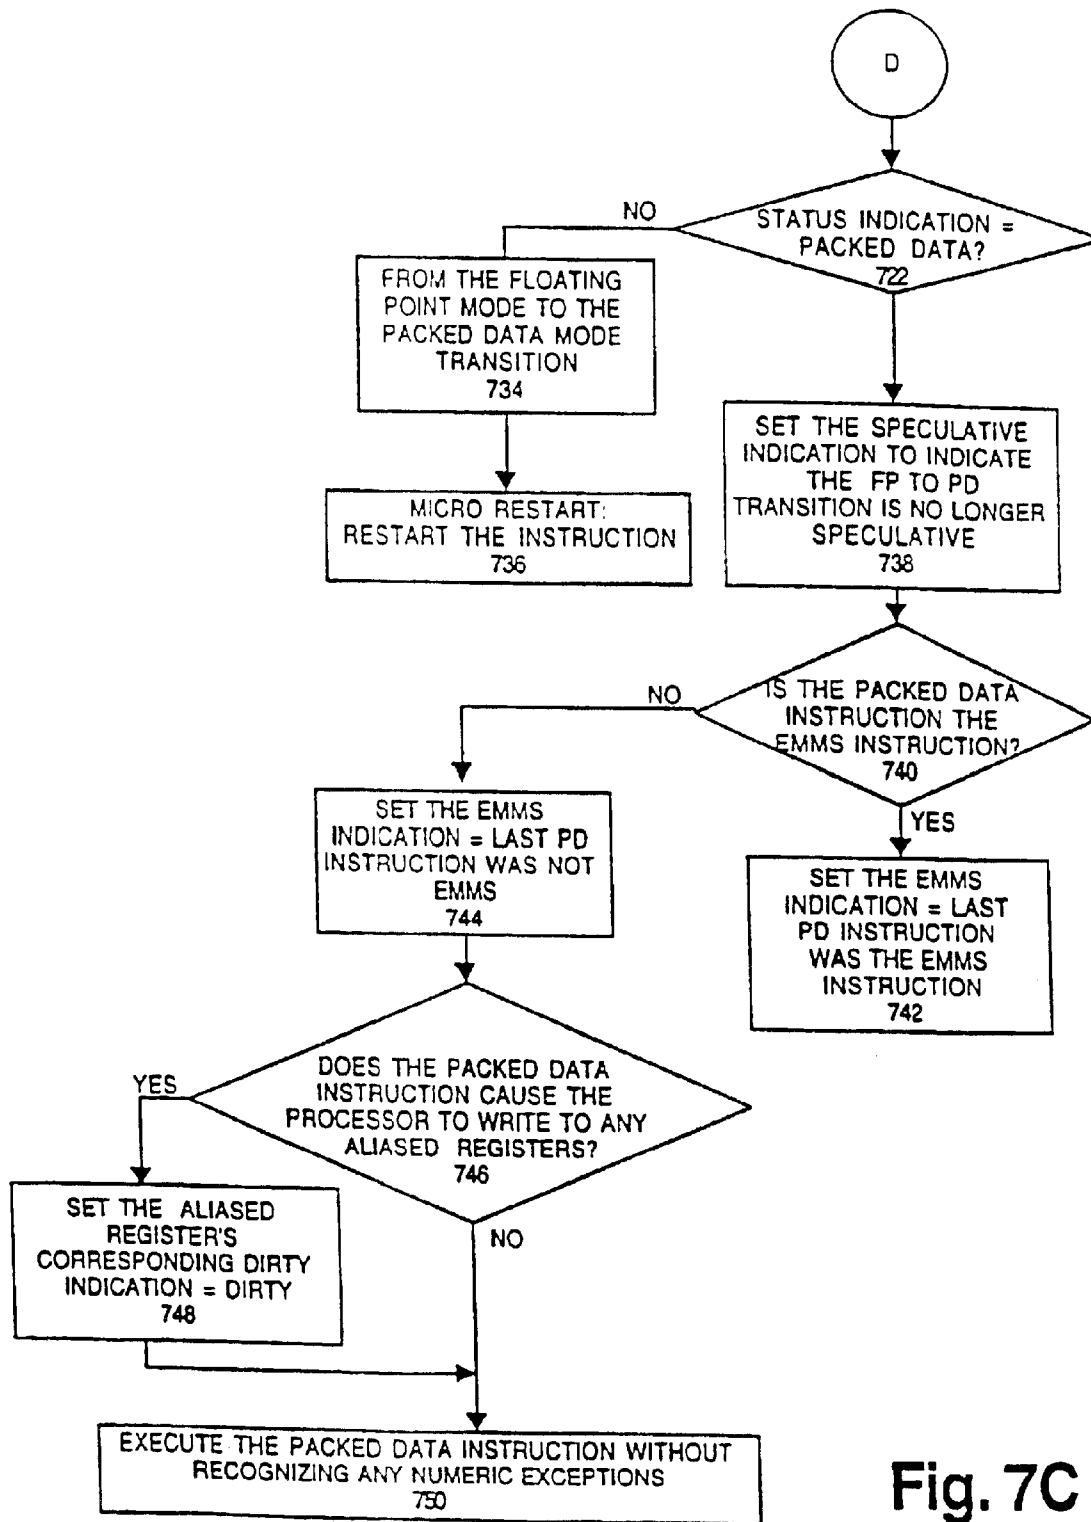 D
STATUS INDICATION =
PACKED DATA?
722
NO
FROM THE FLOATING
POINT MODE TO THE
PACKED DATA MODE
TRANSITION
734
MICRO RESTART:
RESTART THE INSTRUCTION
736
SET THE SPECULATIVE
INDICATION TO INDICATE
THE FP TO PD
TRANSITION IS NO LONGER
SPECULATIVE
738
IS THE PACKED DATA
INSTRUCTION THE
EMMS INSTRUCTION?
740
NO
YES
SET THE EMMS
INDICATION = LAST PD
INSTRUCTION WAS NOT
EMMS
744
SET THE EMMS
INDICATION = LAST
PD INSTRUCTION
WAS THE EMMS
INSTRUCTION
742
DOES THE PACKED DATA
INSTRUCTION CAUSE THE
PROCESSOR TO WRITE TO ANY
ALIASED REGISTERS?
746
YES
NO
SET THE ALIASED
REGISTER'S
CORRESPONDING DIRTY
INDICATION = DIRTY
748
EXECUTE THE PACKED DATA INSTRUCTION WITHOUT
RECOGNIZING ANY NUMERIC EXCEPTIONS
750
Fig. 7C